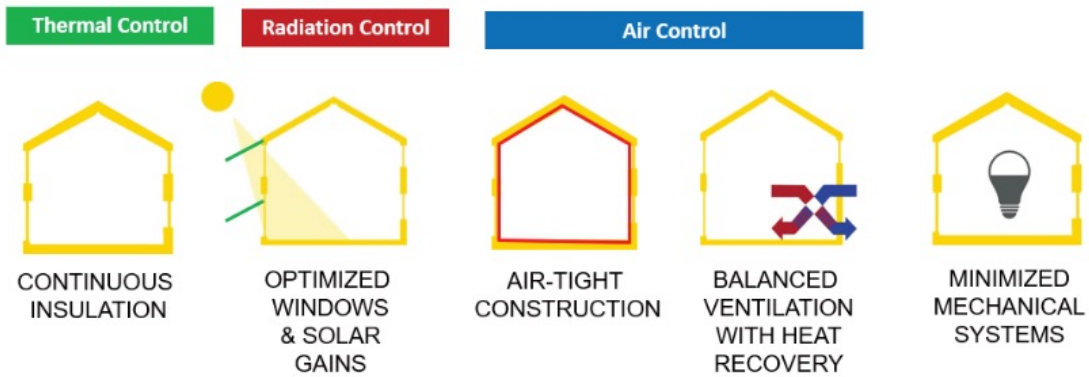 Thermal Control
Radiation Control
Air Control
CONTINUOUS
INSULATION
OPTIMIZED
WINDOWS
& SOLAR
GAINS
AIR-TIGHT
CONSTRUCTION
BALANCED
VENTILATION
WITH HEAT
RECOVERY
MINIMIZED
MECHANICAL
SYSTEMS